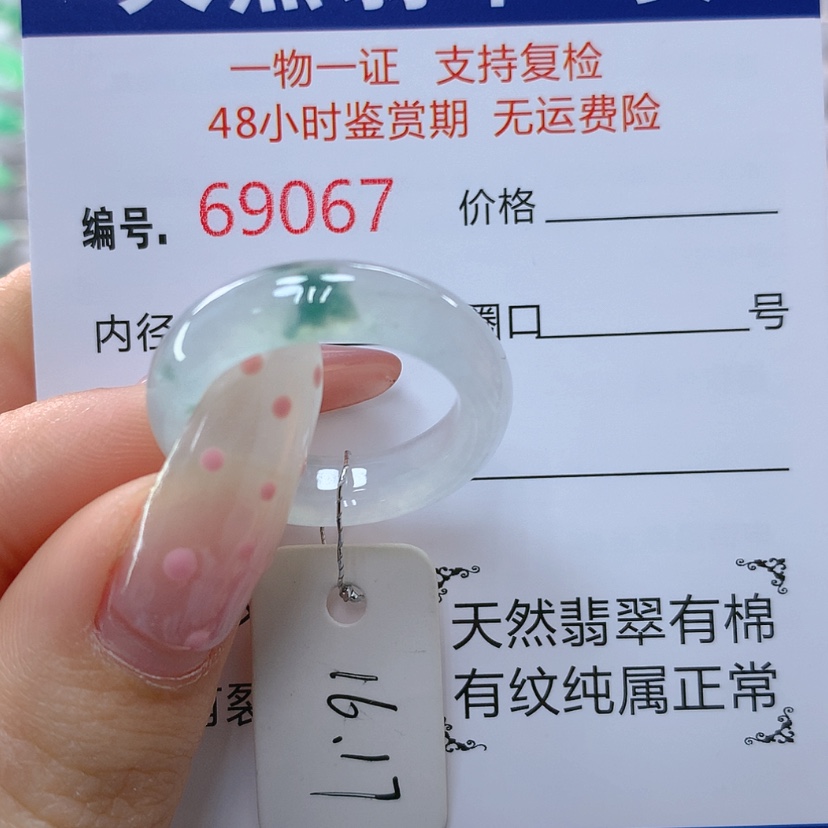 一物一证 支持复检
48小时鉴赏期 无运费险
编号. 69067 价格
内径 圈口 号
天然翡翠有棉
有裂 有纹纯属正常
16.17